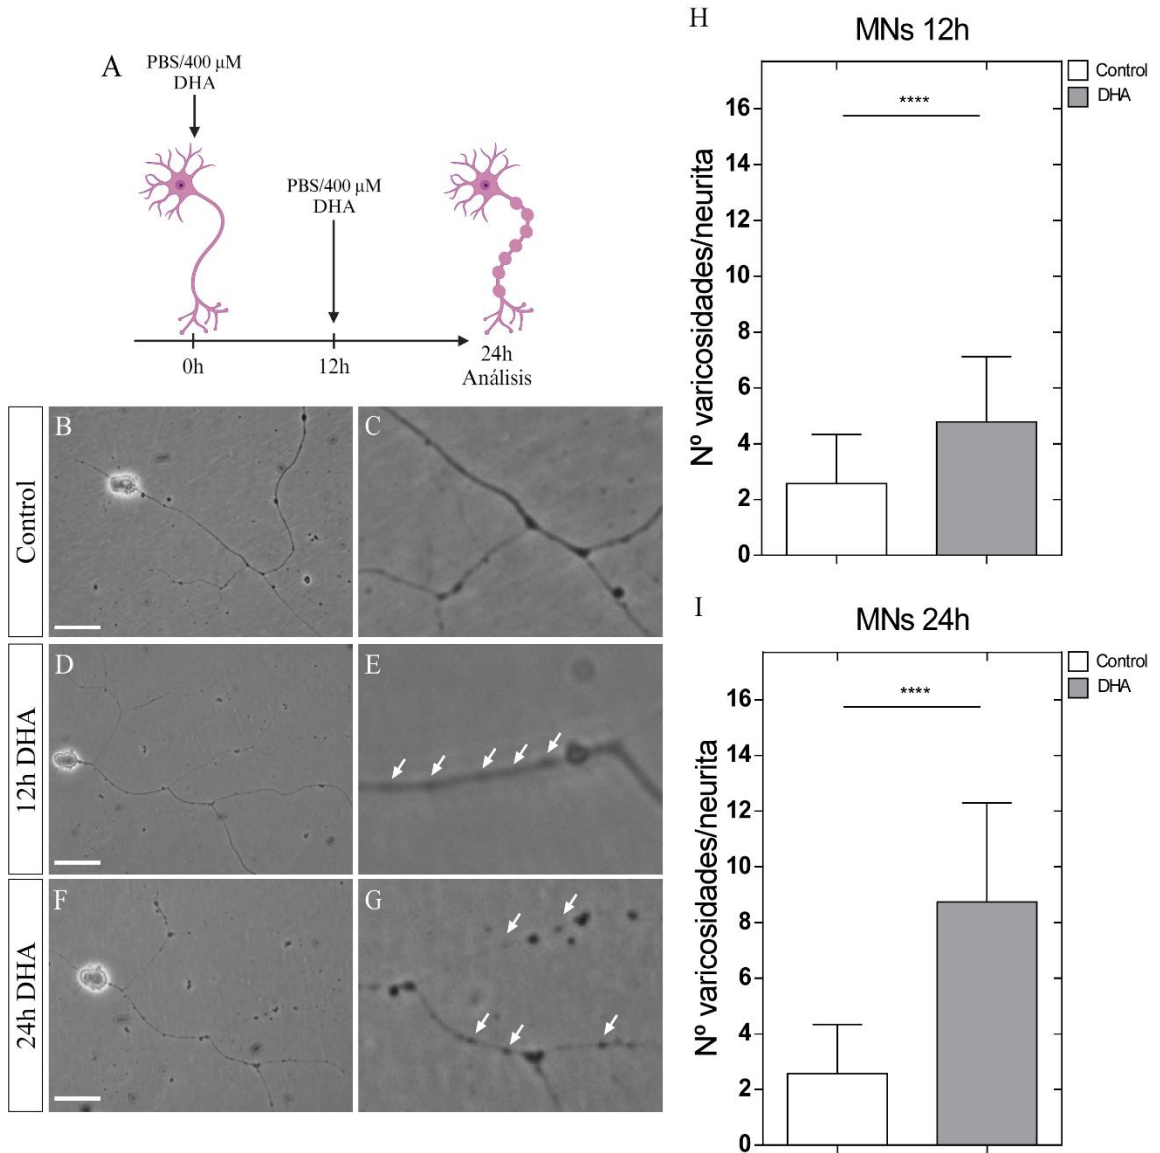 A
PBS/400 μM
DHA
PBS/400 μM
DHA
0h
12h
24h
Análisis
Control
B
C
12h DHA
D
E
24h DHA
F
G
H
MNs 12h
Control
DHA
****
Nº varicosidades/neurita
16
14
12
10
8
6
4
2
0
I
MNs 24h
Control
DHA
****
Nº varicosidades/neurita
16
14
12
10
8
6
4
2
0